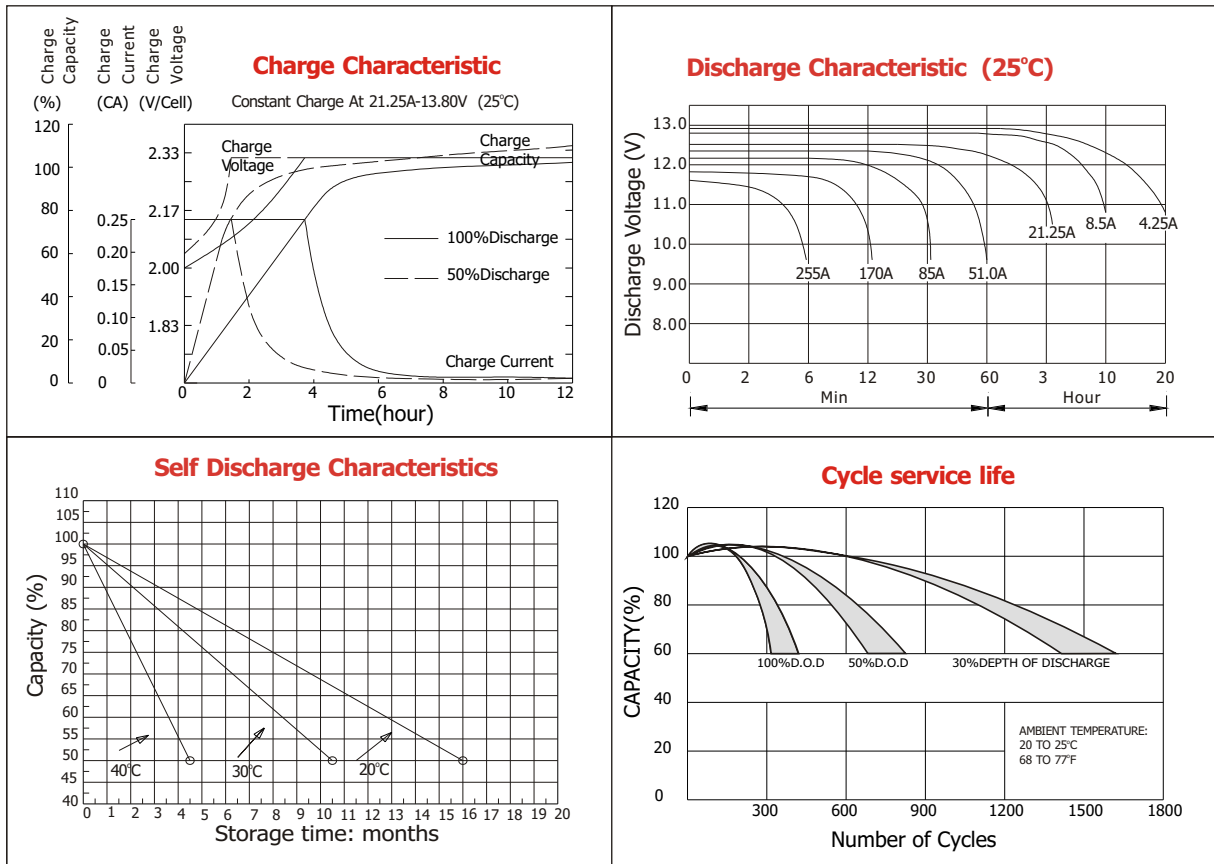 Charge Capacity
Charge Current
Charge Voltage
(%)
(CA)
(V/Cell)
Charge Characteristic
Constant Charge At 21.25A-13.80V (25°C)
120
100
80
60
40
20
0
0.25
0.20
0.15
0.10
0.05
0
2.33
2.17
2.00
1.83
Charge Voltage
Charge Capacity
100%Discharge
50%Discharge
Charge Current
0 2 4 6 8 10 12
Time(hour)
Discharge Characteristic (25°C)
Discharge Voltage (V)
13.0
12.0
11.0
10.0
9.00
8.00
255A 170A 85A 51.0A 21.25A 8.5A 4.25A
0 2 6 12 30 60 3 10 20
Min Hour
Self Discharge Characteristics
Capacity (%)
110
105
100
95
90
85
80
75
70
65
60
55
50
45
40
40°C 30°C 20°C
0 1 2 3 4 5 6 7 8 9 10 11 12 13 14 15 16 17 18 19 20
Storage time: months
Cycle service life
CAPACITY(%)
120
100
80
60
40
20
0
100%D.O.D 50%D.O.D 30%DEPTH OF DISCHARGE
AMBIENT TEMPERATURE:
20 TO 25°C
68 TO 77°F
300 600 900 1200 1500 1800
Number of Cycles